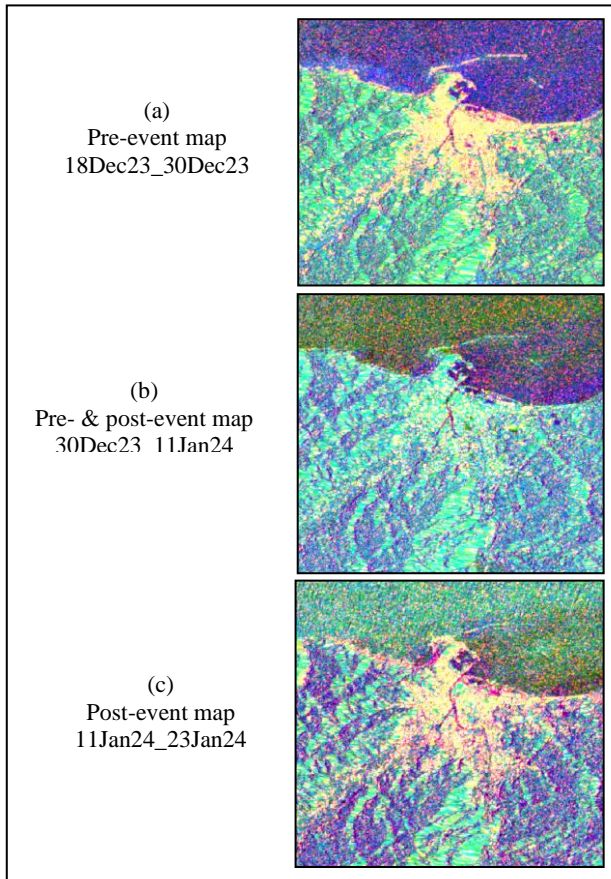 (a)
Pre-event map
18Dec23_30Dec23
(b)
Pre- & post-event map
30Dec23_11Jan24
(c)
Post-event map
11Jan24_23Jan24